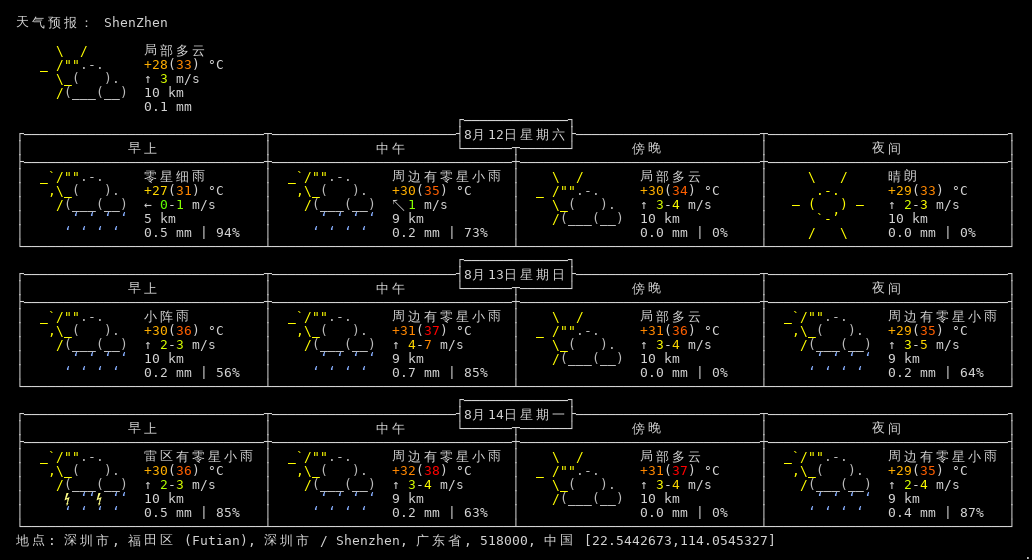 天气预报： ShenZhen
局部多云
+28(33) °C
↑ 3 m/s
10 km
0.1 mm
8月12日星期六
早上 中午 傍晚 夜间
零星细雨 周边有零星小雨 局部多云 晴朗
+27(31) °C +30(35) °C +30(34) °C +29(33) °C
← 0-1 m/s ↖ 1 m/s ↑ 3-4 m/s ↑ 2-3 m/s
5 km 9 km 10 km 10 km
0.5 mm | 94% 0.2 mm | 73% 0.0 mm | 0% 0.0 mm | 0%
8月13日星期日
早上 中午 傍晚 夜间
小阵雨 周边有零星小雨 局部多云 周边有零星小雨
+30(36) °C +31(37) °C +31(36) °C +29(35) °C
↑ 2-3 m/s ↑ 4-7 m/s ↑ 3-4 m/s ↑ 3-5 m/s
10 km 9 km 10 km 9 km
0.2 mm | 56% 0.7 mm | 85% 0.0 mm | 0% 0.2 mm | 64%
8月14日星期一
早上 中午 傍晚 夜间
雷区有零星小雨 周边有零星小雨 局部多云 周边有零星小雨
+30(36) °C +32(38) °C +31(37) °C +29(35) °C
↑ 2-3 m/s ↑ 3-4 m/s ↑ 3-4 m/s ↑ 2-4 m/s
10 km 9 km 10 km 9 km
0.5 mm | 85% 0.2 mm | 63% 0.0 mm | 0% 0.4 mm | 87%
地点: 深圳市, 福田区 (Futian), 深圳市 / Shenzhen, 广东省, 518000, 中国 [22.5442673,114.0545327]